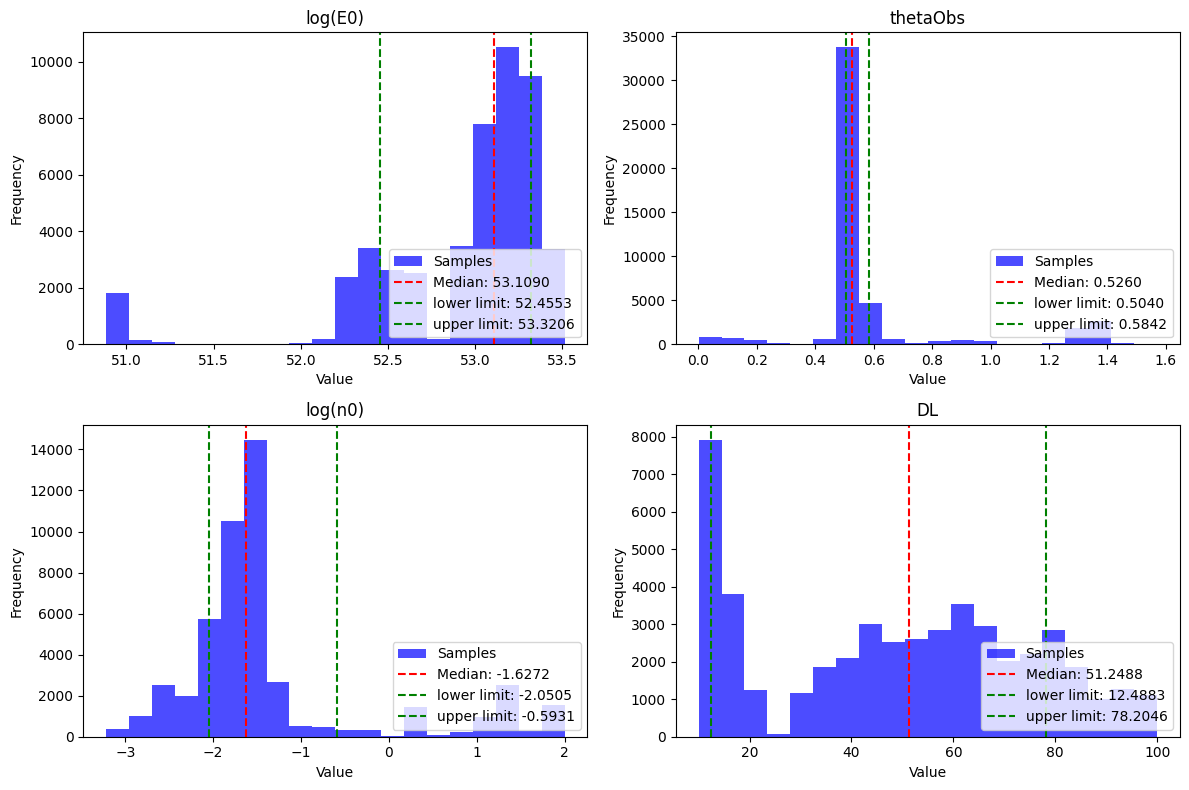 log(E0)
10000
8000
6000
4000
2000
0
Frequency
51.0
51.5
52.0
52.5
53.0
53.5
Value
Samples
Median: 53.1090
lower limit: 52.4553
upper limit: 53.3206
thetaObs
35000
30000
25000
20000
15000
10000
5000
0
Frequency
0.0
0.2
0.4
0.6
0.8
1.0
1.2
1.4
1.6
Value
Samples
Median: 0.5260
lower limit: 0.5040
upper limit: 0.5842
log(n0)
14000
12000
10000
8000
6000
4000
2000
0
Frequency
−3
−2
−1
0
1
2
Value
Samples
Median: -1.6272
lower limit: -2.0505
upper limit: -0.5931
DL
8000
7000
6000
5000
4000
3000
2000
1000
0
Frequency
20
40
60
80
100
Value
Samples
Median: 51.2488
lower limit: 12.4883
upper limit: 78.2046